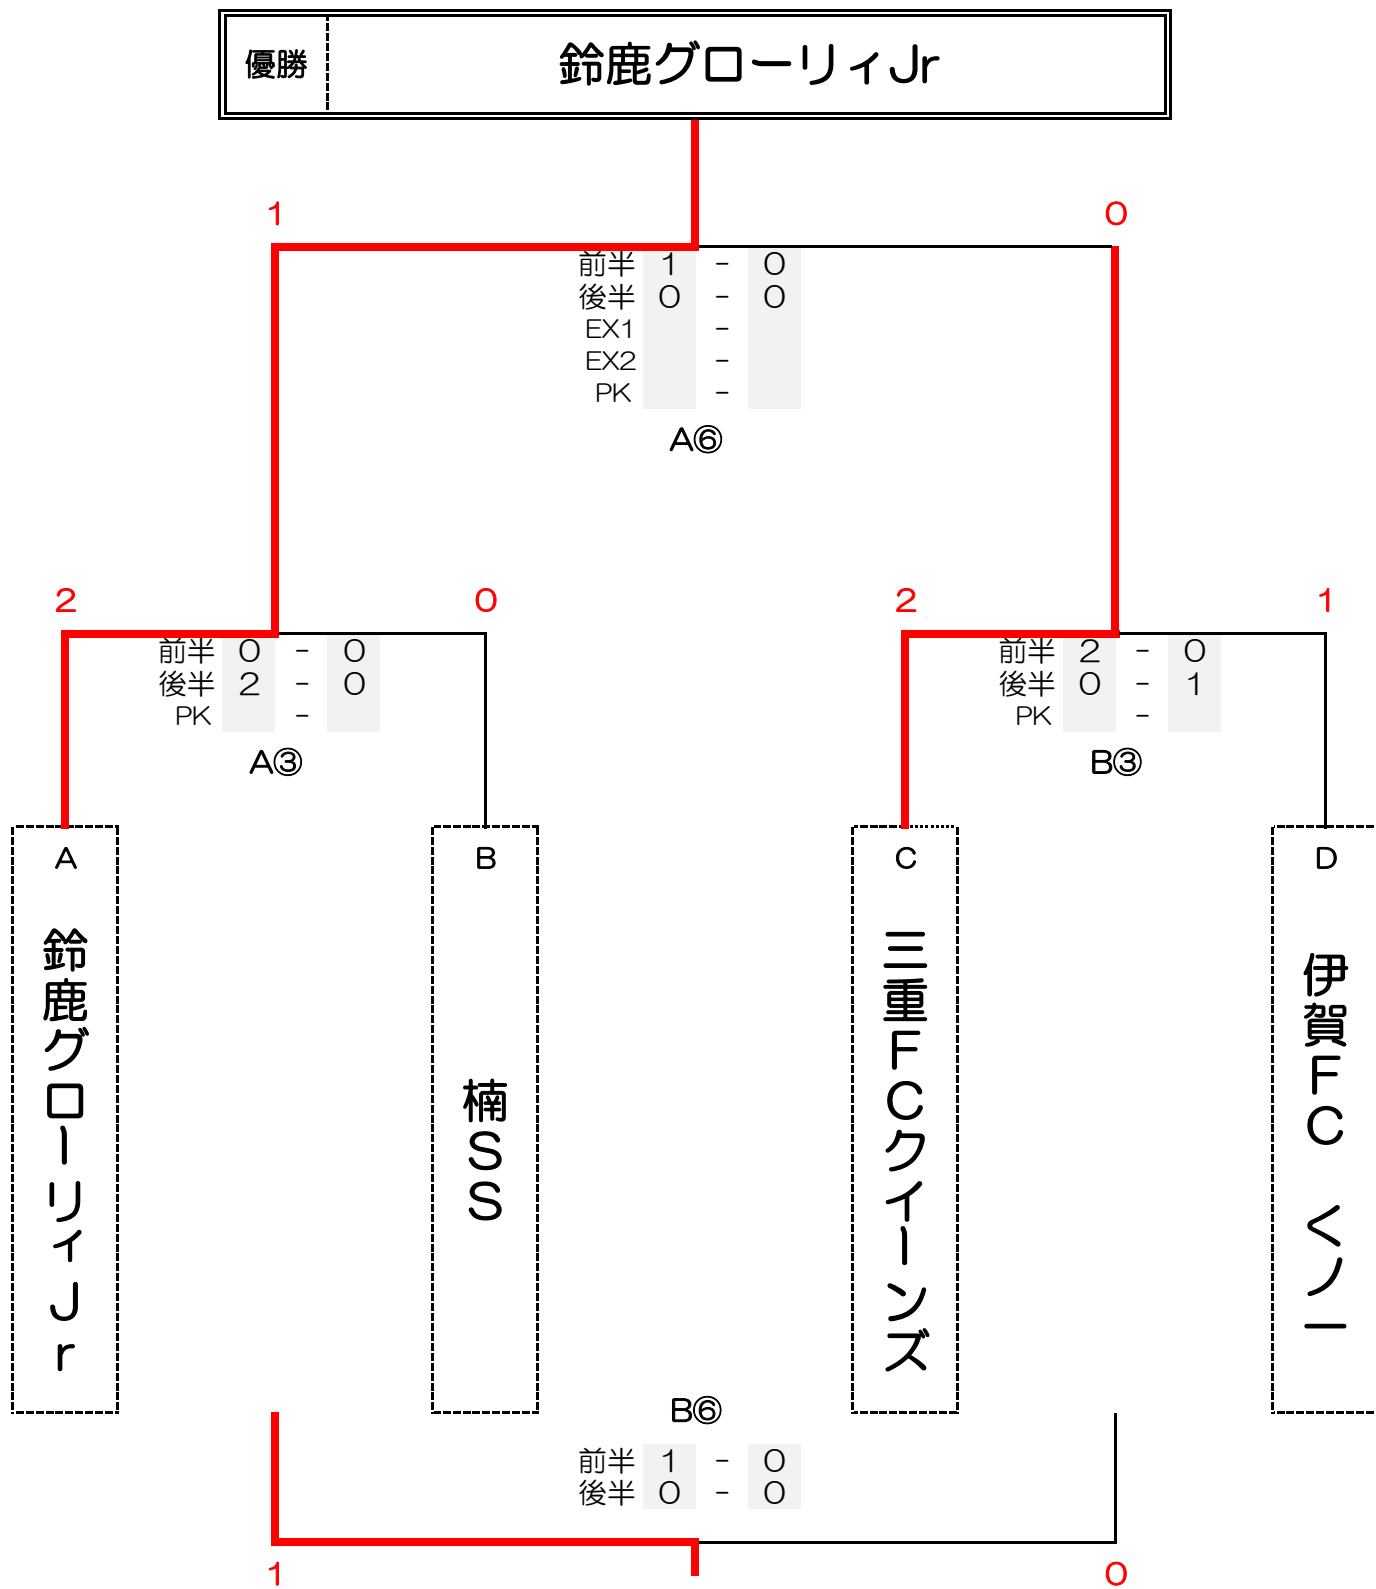 優勝 鈴鹿グローリィJr
1 0
前半 1 - 0
後半 0 - 0
EX1 -
EX2 -
PK -
A⑥
2 0 2 1
前半 0 - 0 前半 2 - 0
後半 2 - 0 後半 0 - 1
PK - PK -
A③ B③
A B C D
鈴鹿グローリィJr
楠SS
三重FCクイーンズ
伊賀FC くノ一
B⑥
前半 1 - 0
後半 0 - 0
1 0